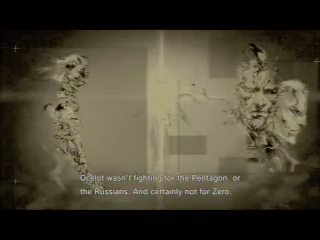 Ocelot wasn't fighting for the Pentagon, or
the Russians. And certainly not for Zero.